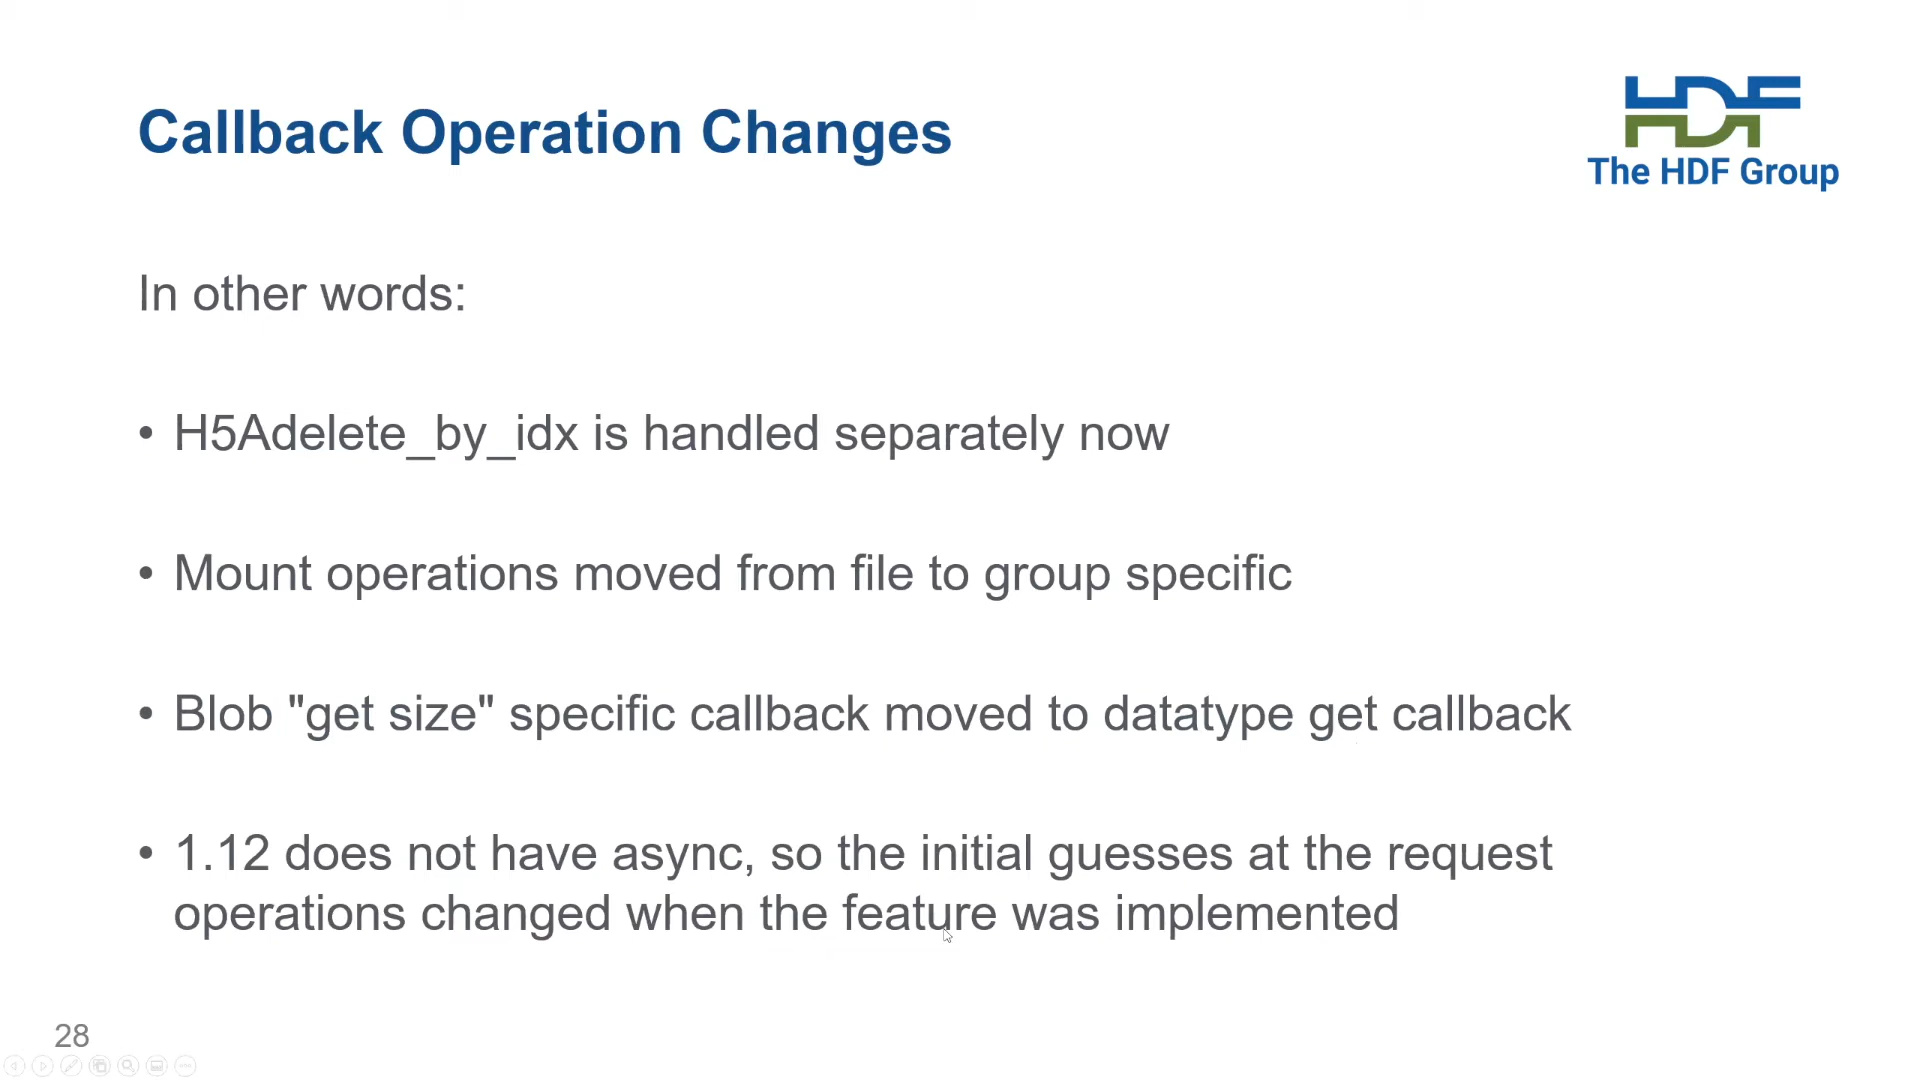 Callback Operation Changes
HDF
The HDF Group
In other words:
• H5Adelete_by_idx is handled separately now
• Mount operations moved from file to group specific
• Blob "get size" specific callback moved to datatype get callback
• 1.12 does not have async, so the initial guesses at the request
operations changed when the feature was implemented
28